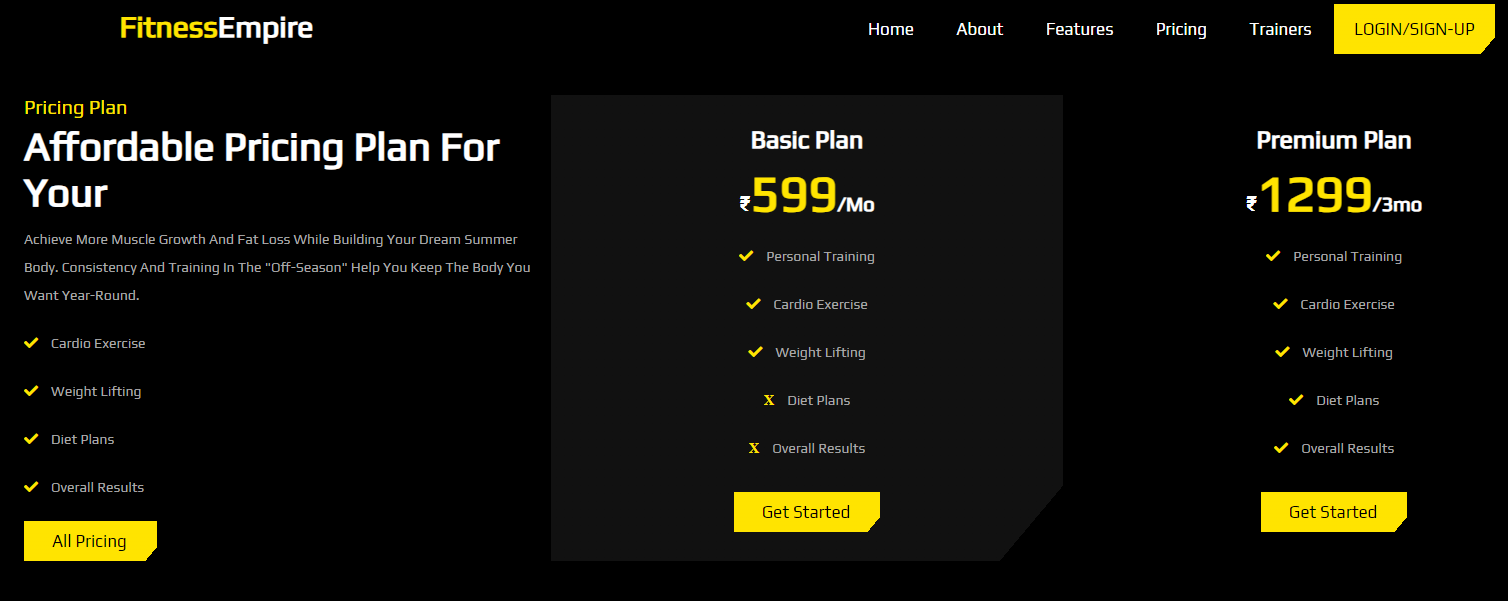 FitnessEmpire
Home
About
Features
Pricing
Trainers
LOGIN/SIGN-UP
Pricing Plan
Affordable Pricing Plan For
Your
Achieve More Muscle Growth And Fat Loss While Building Your Dream Summer
Body. Consistency And Training In The "Off-Season" Help You Keep The Body You
Want Year-Round.
Cardio Exercise
Weight Lifting
Diet Plans
Overall Results
All Pricing
Basic Plan
₹599/Mo
Personal Training
Cardio Exercise
Weight Lifting
X Diet Plans
X Overall Results
Get Started
Premium Plan
₹1299/3mo
Personal Training
Cardio Exercise
Weight Lifting
Diet Plans
Overall Results
Get Started